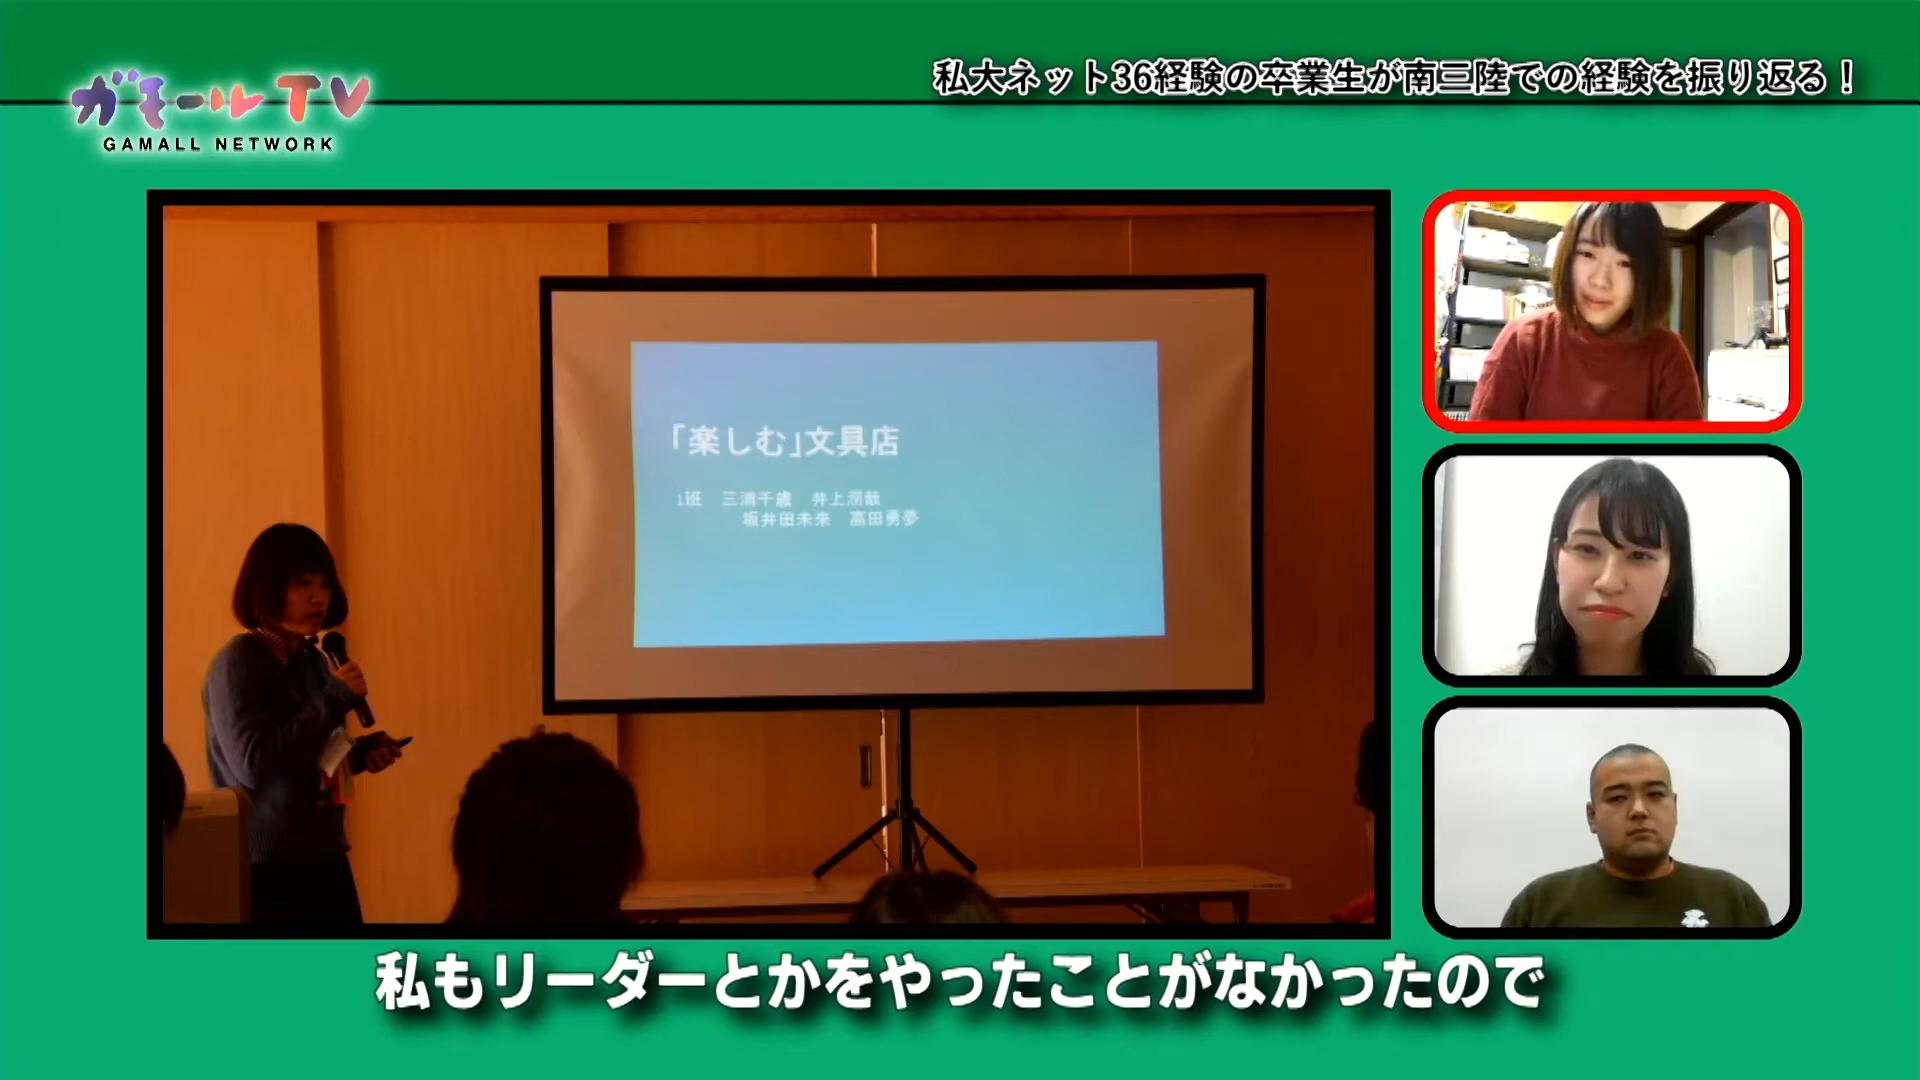 ガモールTV
GAMALL NETWORK
私大ネット36経験の卒業生が南三陸での経験を振り返る!
「楽しむ」文具店
1班 三浦千歳 井上潤哉
坂井田未来 高田勇夢
私もリーダーとかをやったことがなかったので